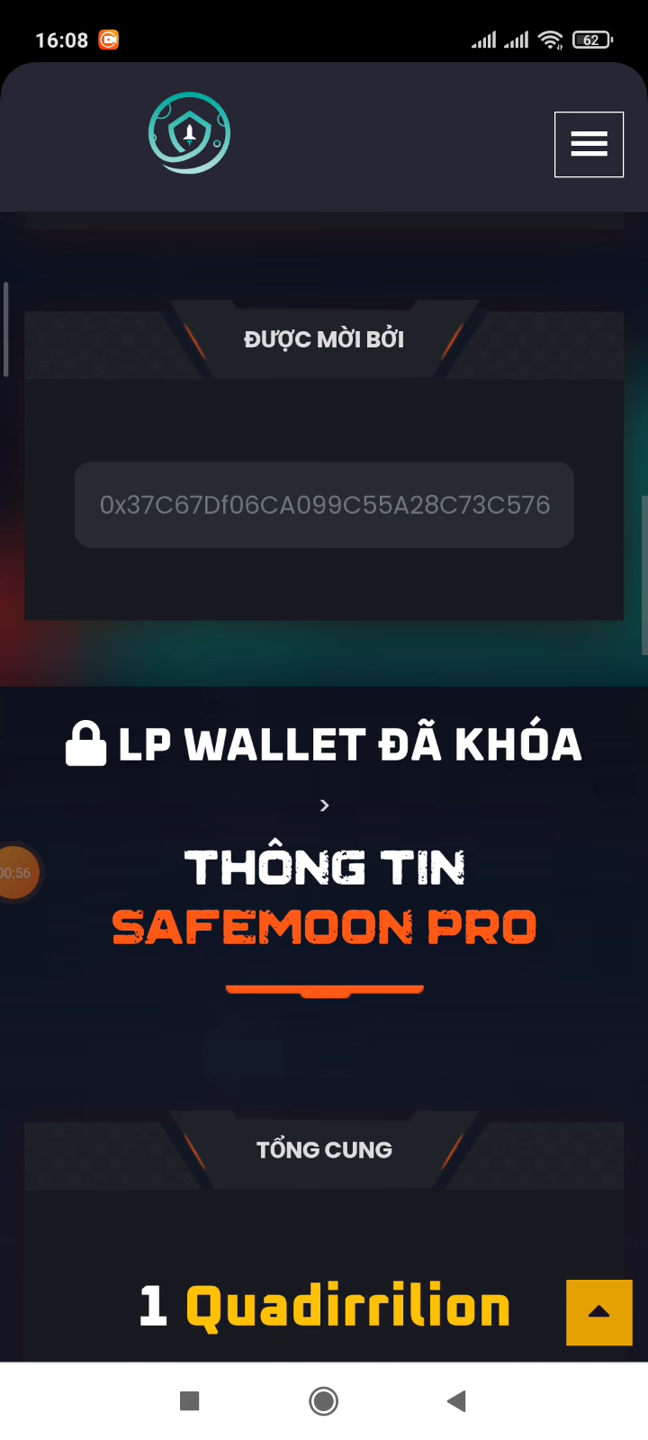 16:08
62
ĐƯỢC MỜI BỞI
0x37C67Df06CA099C55A28C73C576
LP WALLET ĐÃ KHÓA
>
THÔNG TIN
SAFEMOON PRO
00:56
TỔNG CUNG
1 Quadirrilion